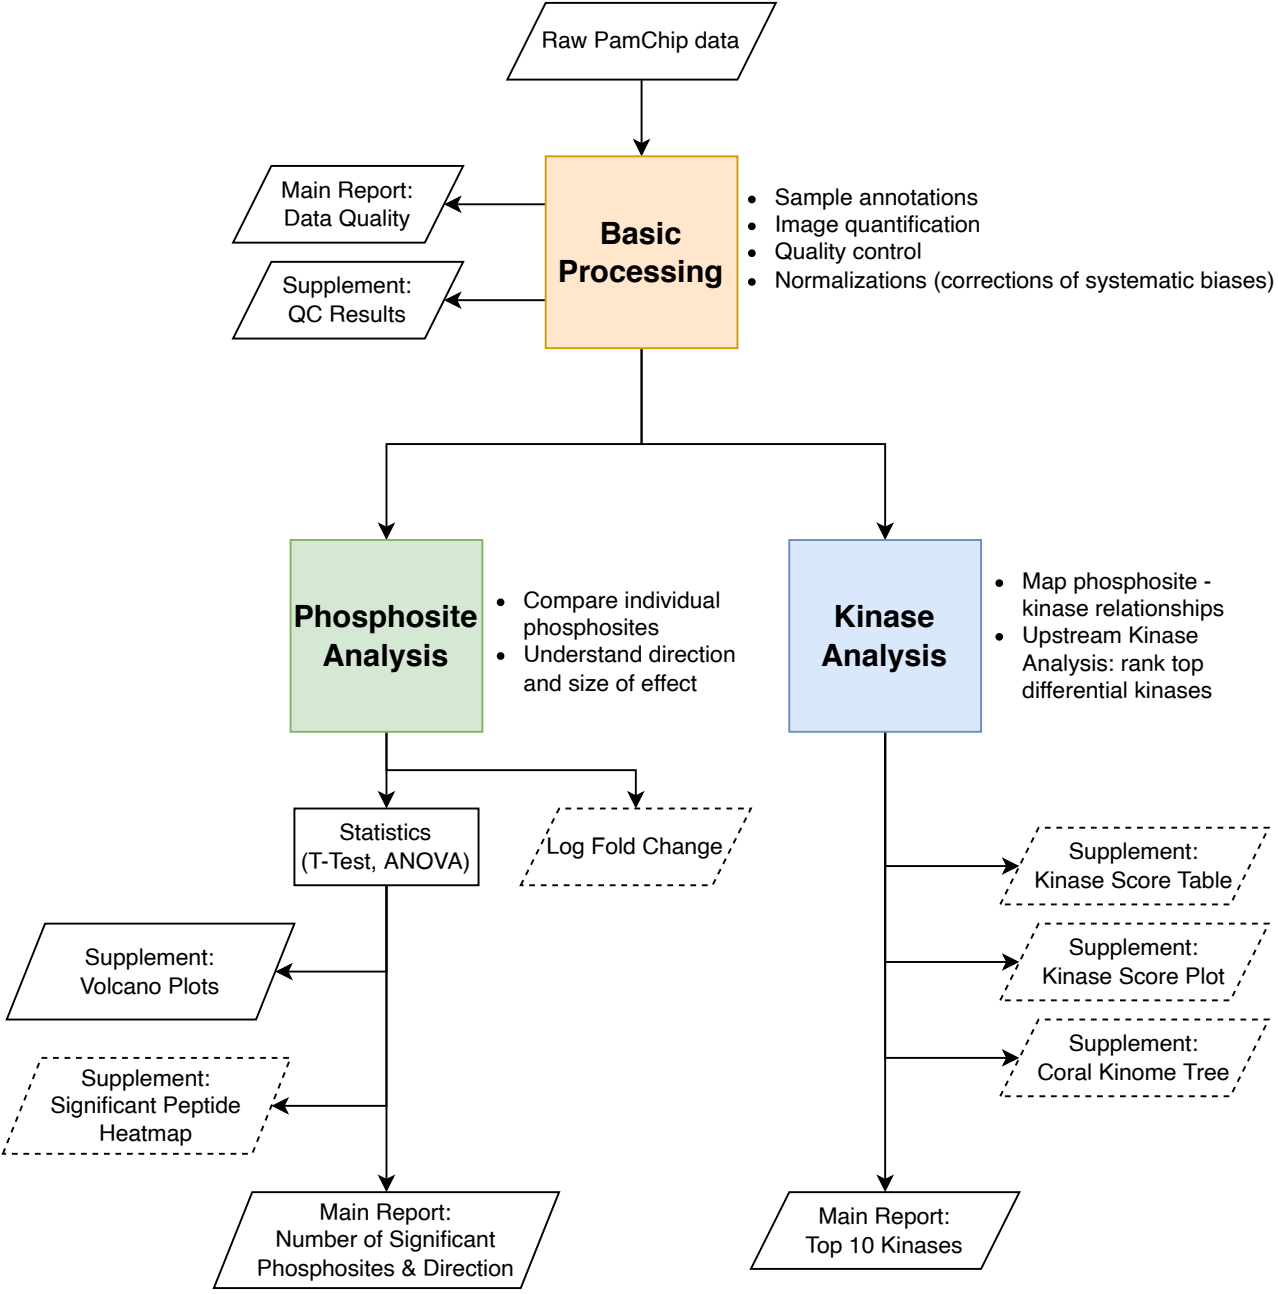 Raw PamChip data
Main Report:
Data Quality
Supplement:
QC Results
Basic
Processing
• Sample annotations
• Image quantification
• Quality control
• Normalizations (corrections of systematic biases)
Phosphosite
Analysis
• Compare individual
phosphosites
• Understand direction
and size of effect
Kinase
Analysis
• Map phosphosite -
kinase relationships
• Upstream Kinase
Analysis: rank top
differential kinases
Statistics
(T-Test, ANOVA)
Log Fold Change
Supplement:
Volcano Plots
Supplement:
Significant Peptide
Heatmap
Main Report:
Number of Significant
Phosphosites & Direction
Supplement:
Kinase Score Table
Supplement:
Kinase Score Plot
Supplement:
Coral Kinome Tree
Main Report:
Top 10 Kinases